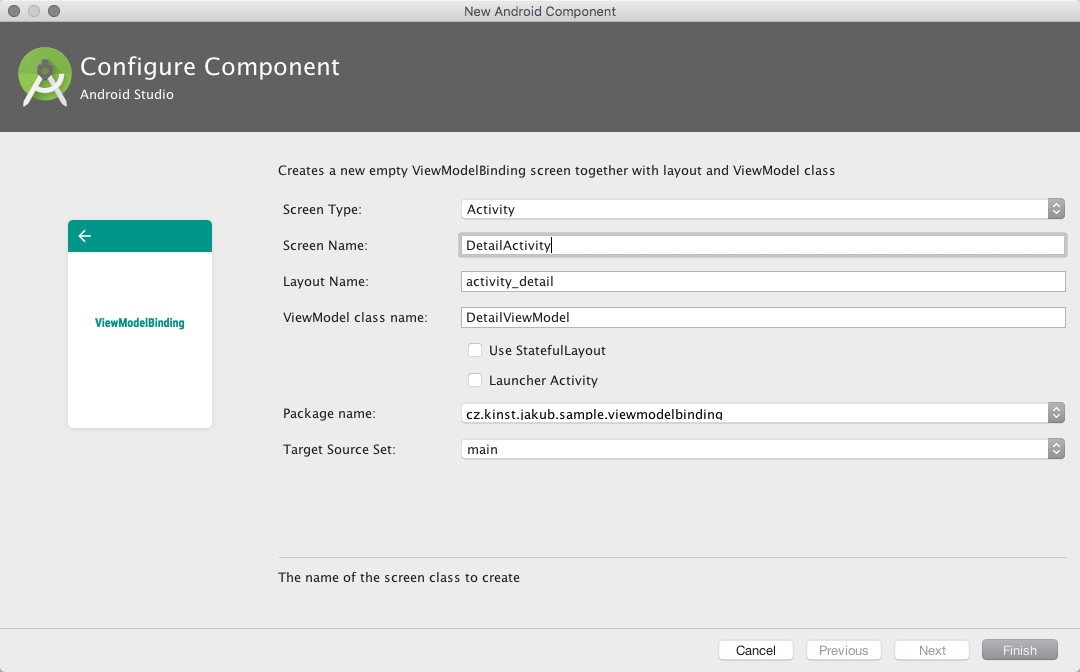 New Android Component
Configure Component
Android Studio
Creates a new empty ViewModelBinding screen together with layout and ViewModel class
Screen Type: Activity
Screen Name: DetailActivity
Layout Name: activity_detail
ViewModel class name: DetailViewModel
Use StatefulLayout
Launcher Activity
Package name: cz.kinst.jakub.sample.viewmodelbinding
Target Source Set: main
ViewModelBinding
The name of the screen class to create
Cancel Previous Next Finish